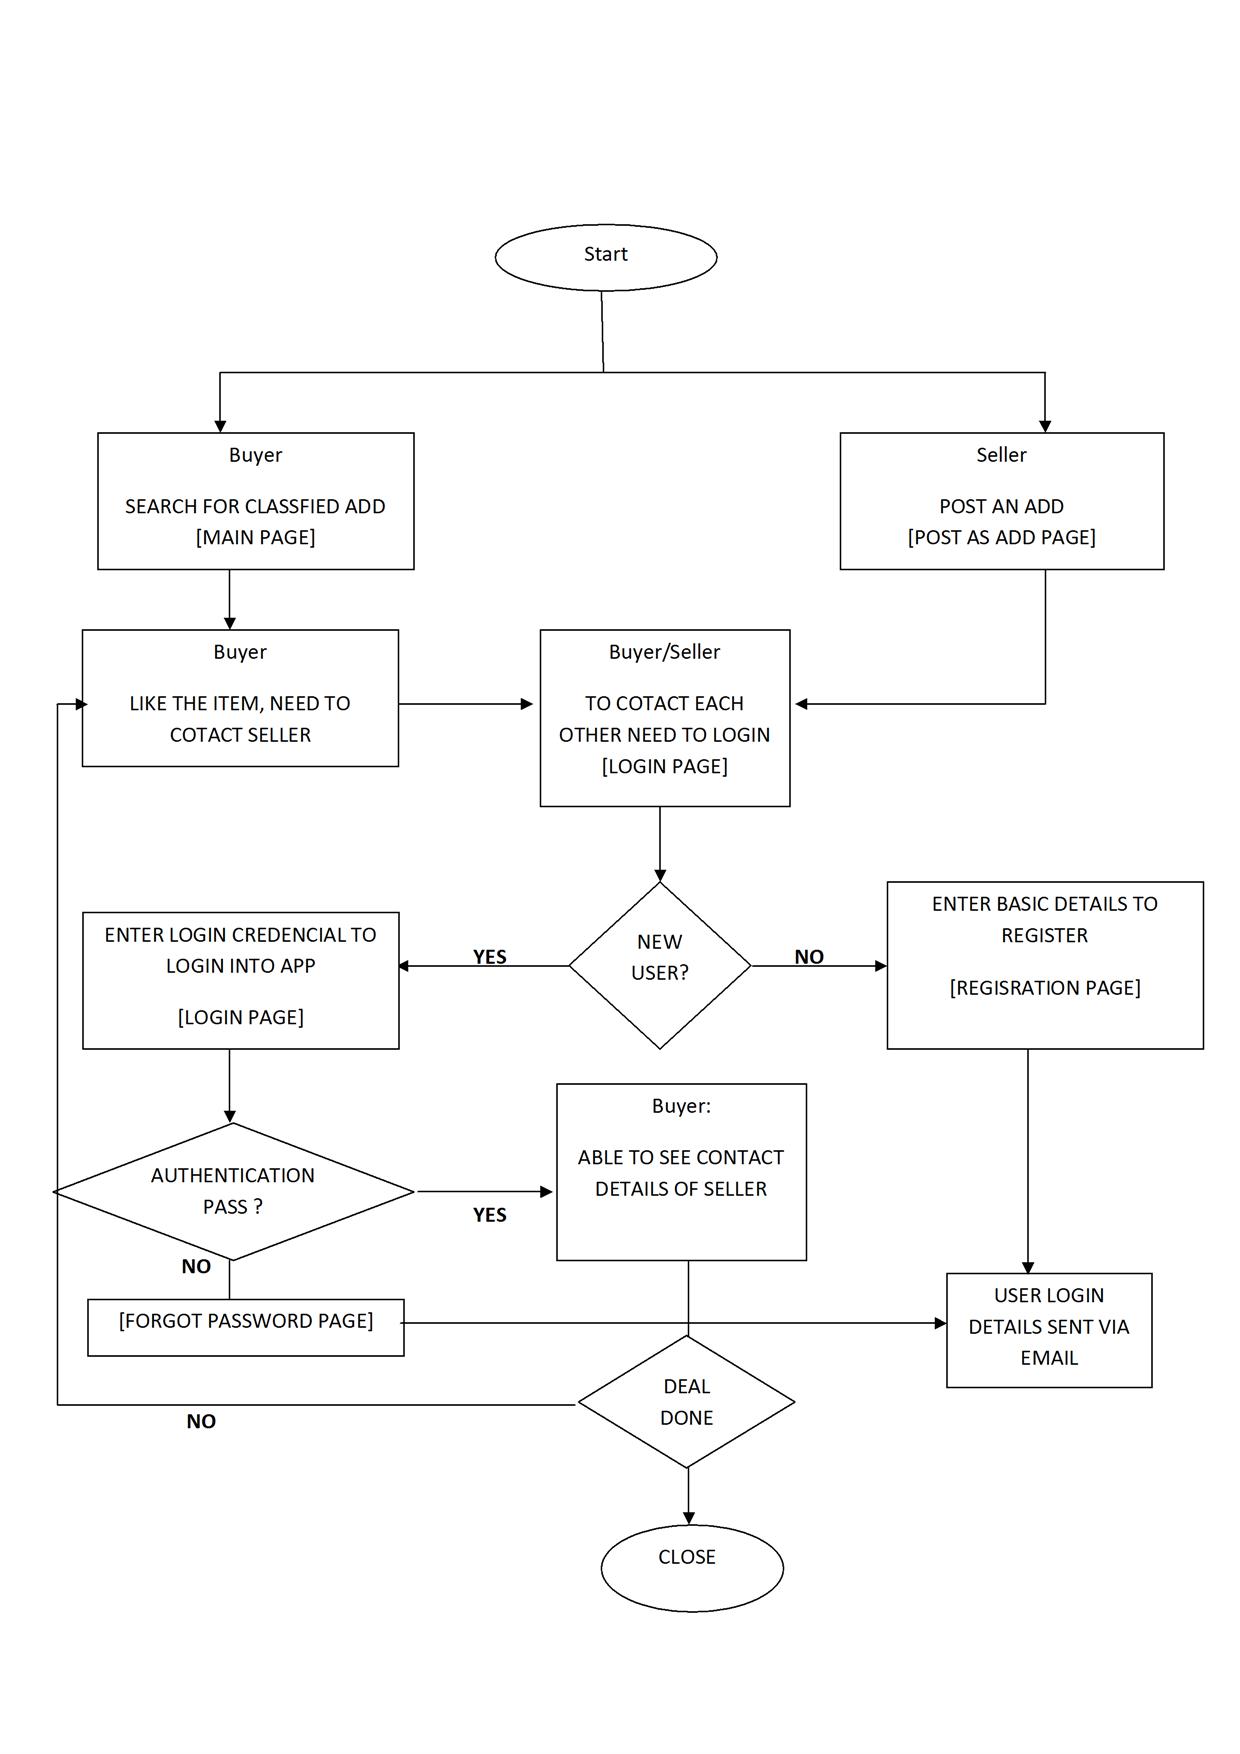 Start
Buyer
SEARCH FOR CLASSFIED ADD
[MAIN PAGE]
Seller
POST AN ADD
[POST AS ADD PAGE]
Buyer
LIKE THE ITEM, NEED TO
COTACT SELLER
Buyer/Seller
TO COTACT EACH
OTHER NEED TO LOGIN
[LOGIN PAGE]
NEW
USER?
YES
NO
ENTER LOGIN CREDENCIAL TO
LOGIN INTO APP
[LOGIN PAGE]
ENTER BASIC DETAILS TO
REGISTER
[REGISRATION PAGE]
AUTHENTICATION
PASS ?
YES
NO
Buyer:
ABLE TO SEE CONTACT
DETAILS OF SELLER
[FORGOT PASSWORD PAGE]
USER LOGIN
DETAILS SENT VIA
EMAIL
DEAL
DONE
NO
CLOSE